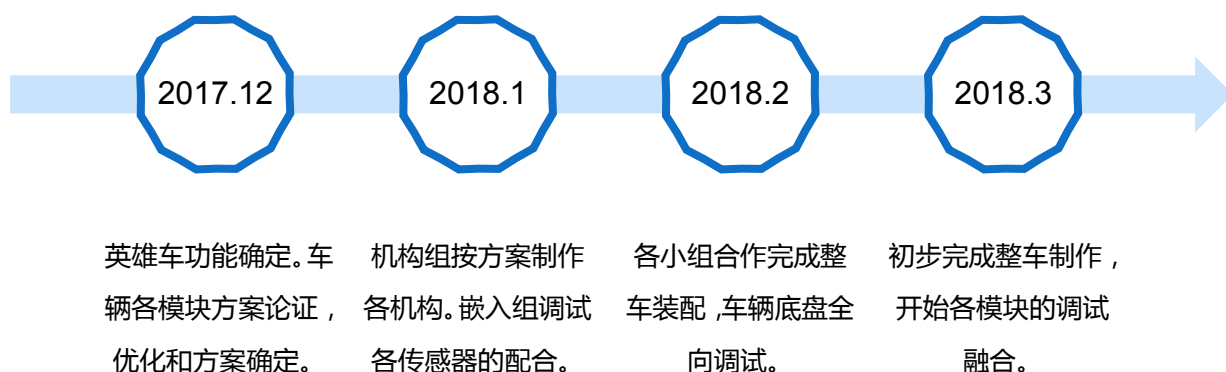 2017.12
2018.1
2018.2
2018.3
英雄车功能确定。车
辆各模块方案论证，
优化和方案确定。
机构组按方案制作
各机构。嵌入组调试
各传感器的配合。
各小组合作完成整
车装配，车辆底盘全
向调试。
初步完成整车制作，
开始各模块的调试
融合。